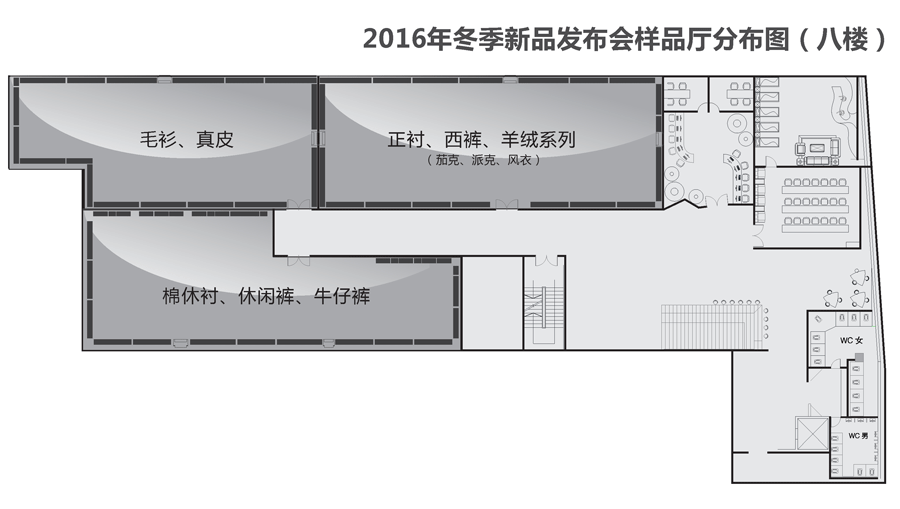 2016年冬季新品发布会样品厅分布图（八楼）
毛衫、真皮
正衬、西裤、羊绒系列
（茄克、派克、风衣）
棉休衬、休闲裤、牛仔裤
WC 女
WC 男